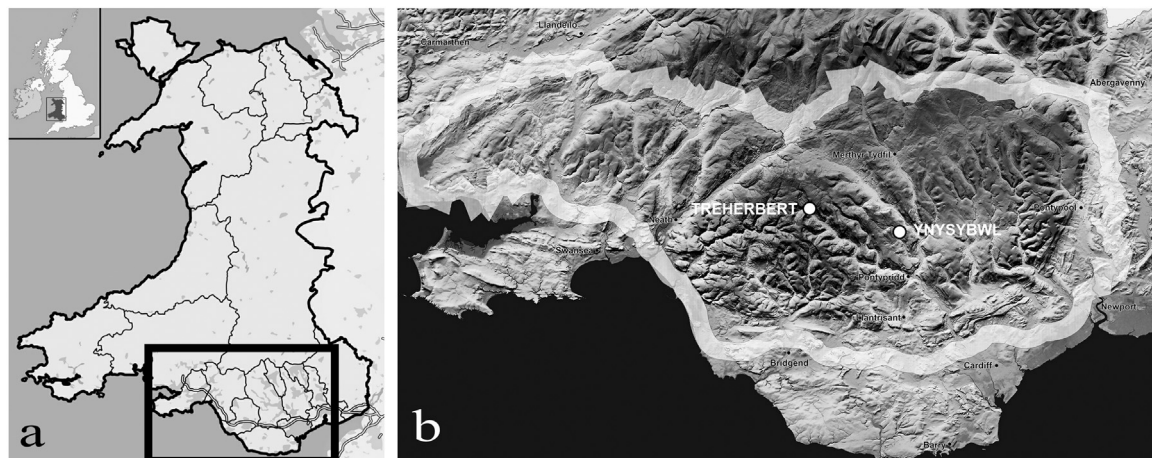 a
Llandeilo
Carmarthen
Abergavenny
Merthyr Tydfil
TREHERBERT
Pontypool
Neath
YNYSYBWL
Swansea
Pontypridd
Newport
Llantrisant
Bridgend
Cardiff
Barry
b